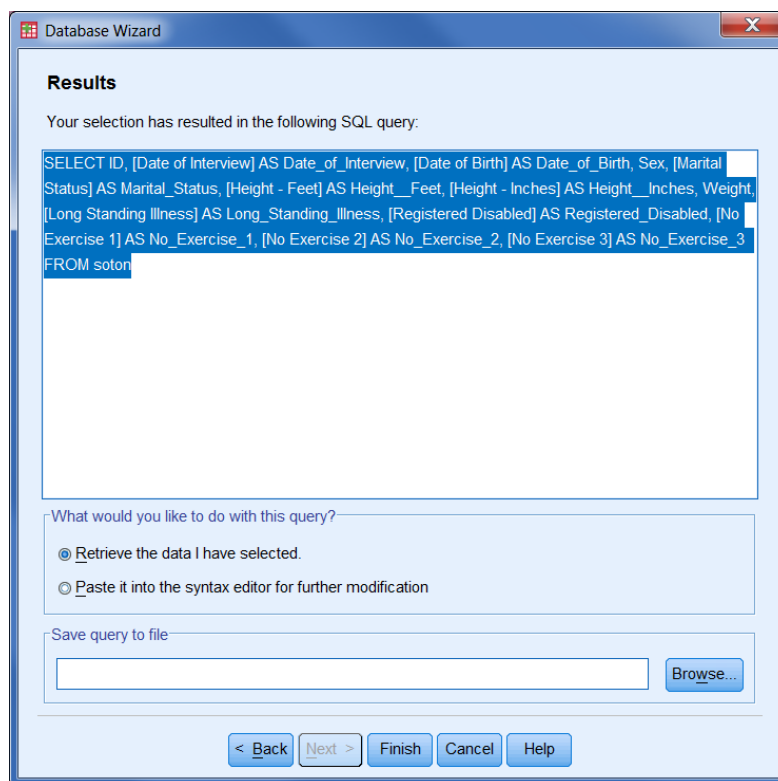 Database Wizard
X
Results
Your selection has resulted in the following SQL query:
SELECT ID, [Date of Interview] AS Date_of_Interview, [Date of Birth] AS Date_of_Birth, Sex, [Marital
Status] AS Marital_Status, [Height - Feet] AS Height__Feet, [Height - Inches] AS Height__Inches, Weight,
[Long Standing Illness] AS Long_Standing_Illness, [Registered Disabled] AS Registered_Disabled, [No
Exercise 1] AS No_Exercise_1, [No Exercise 2] AS No_Exercise_2, [No Exercise 3] AS No_Exercise_3
FROM soton
What would you like to do with this query?
Retrieve the data I have selected.
Paste it into the syntax editor for further modification
Save query to file
Browse...
< Back Next > Finish Cancel Help